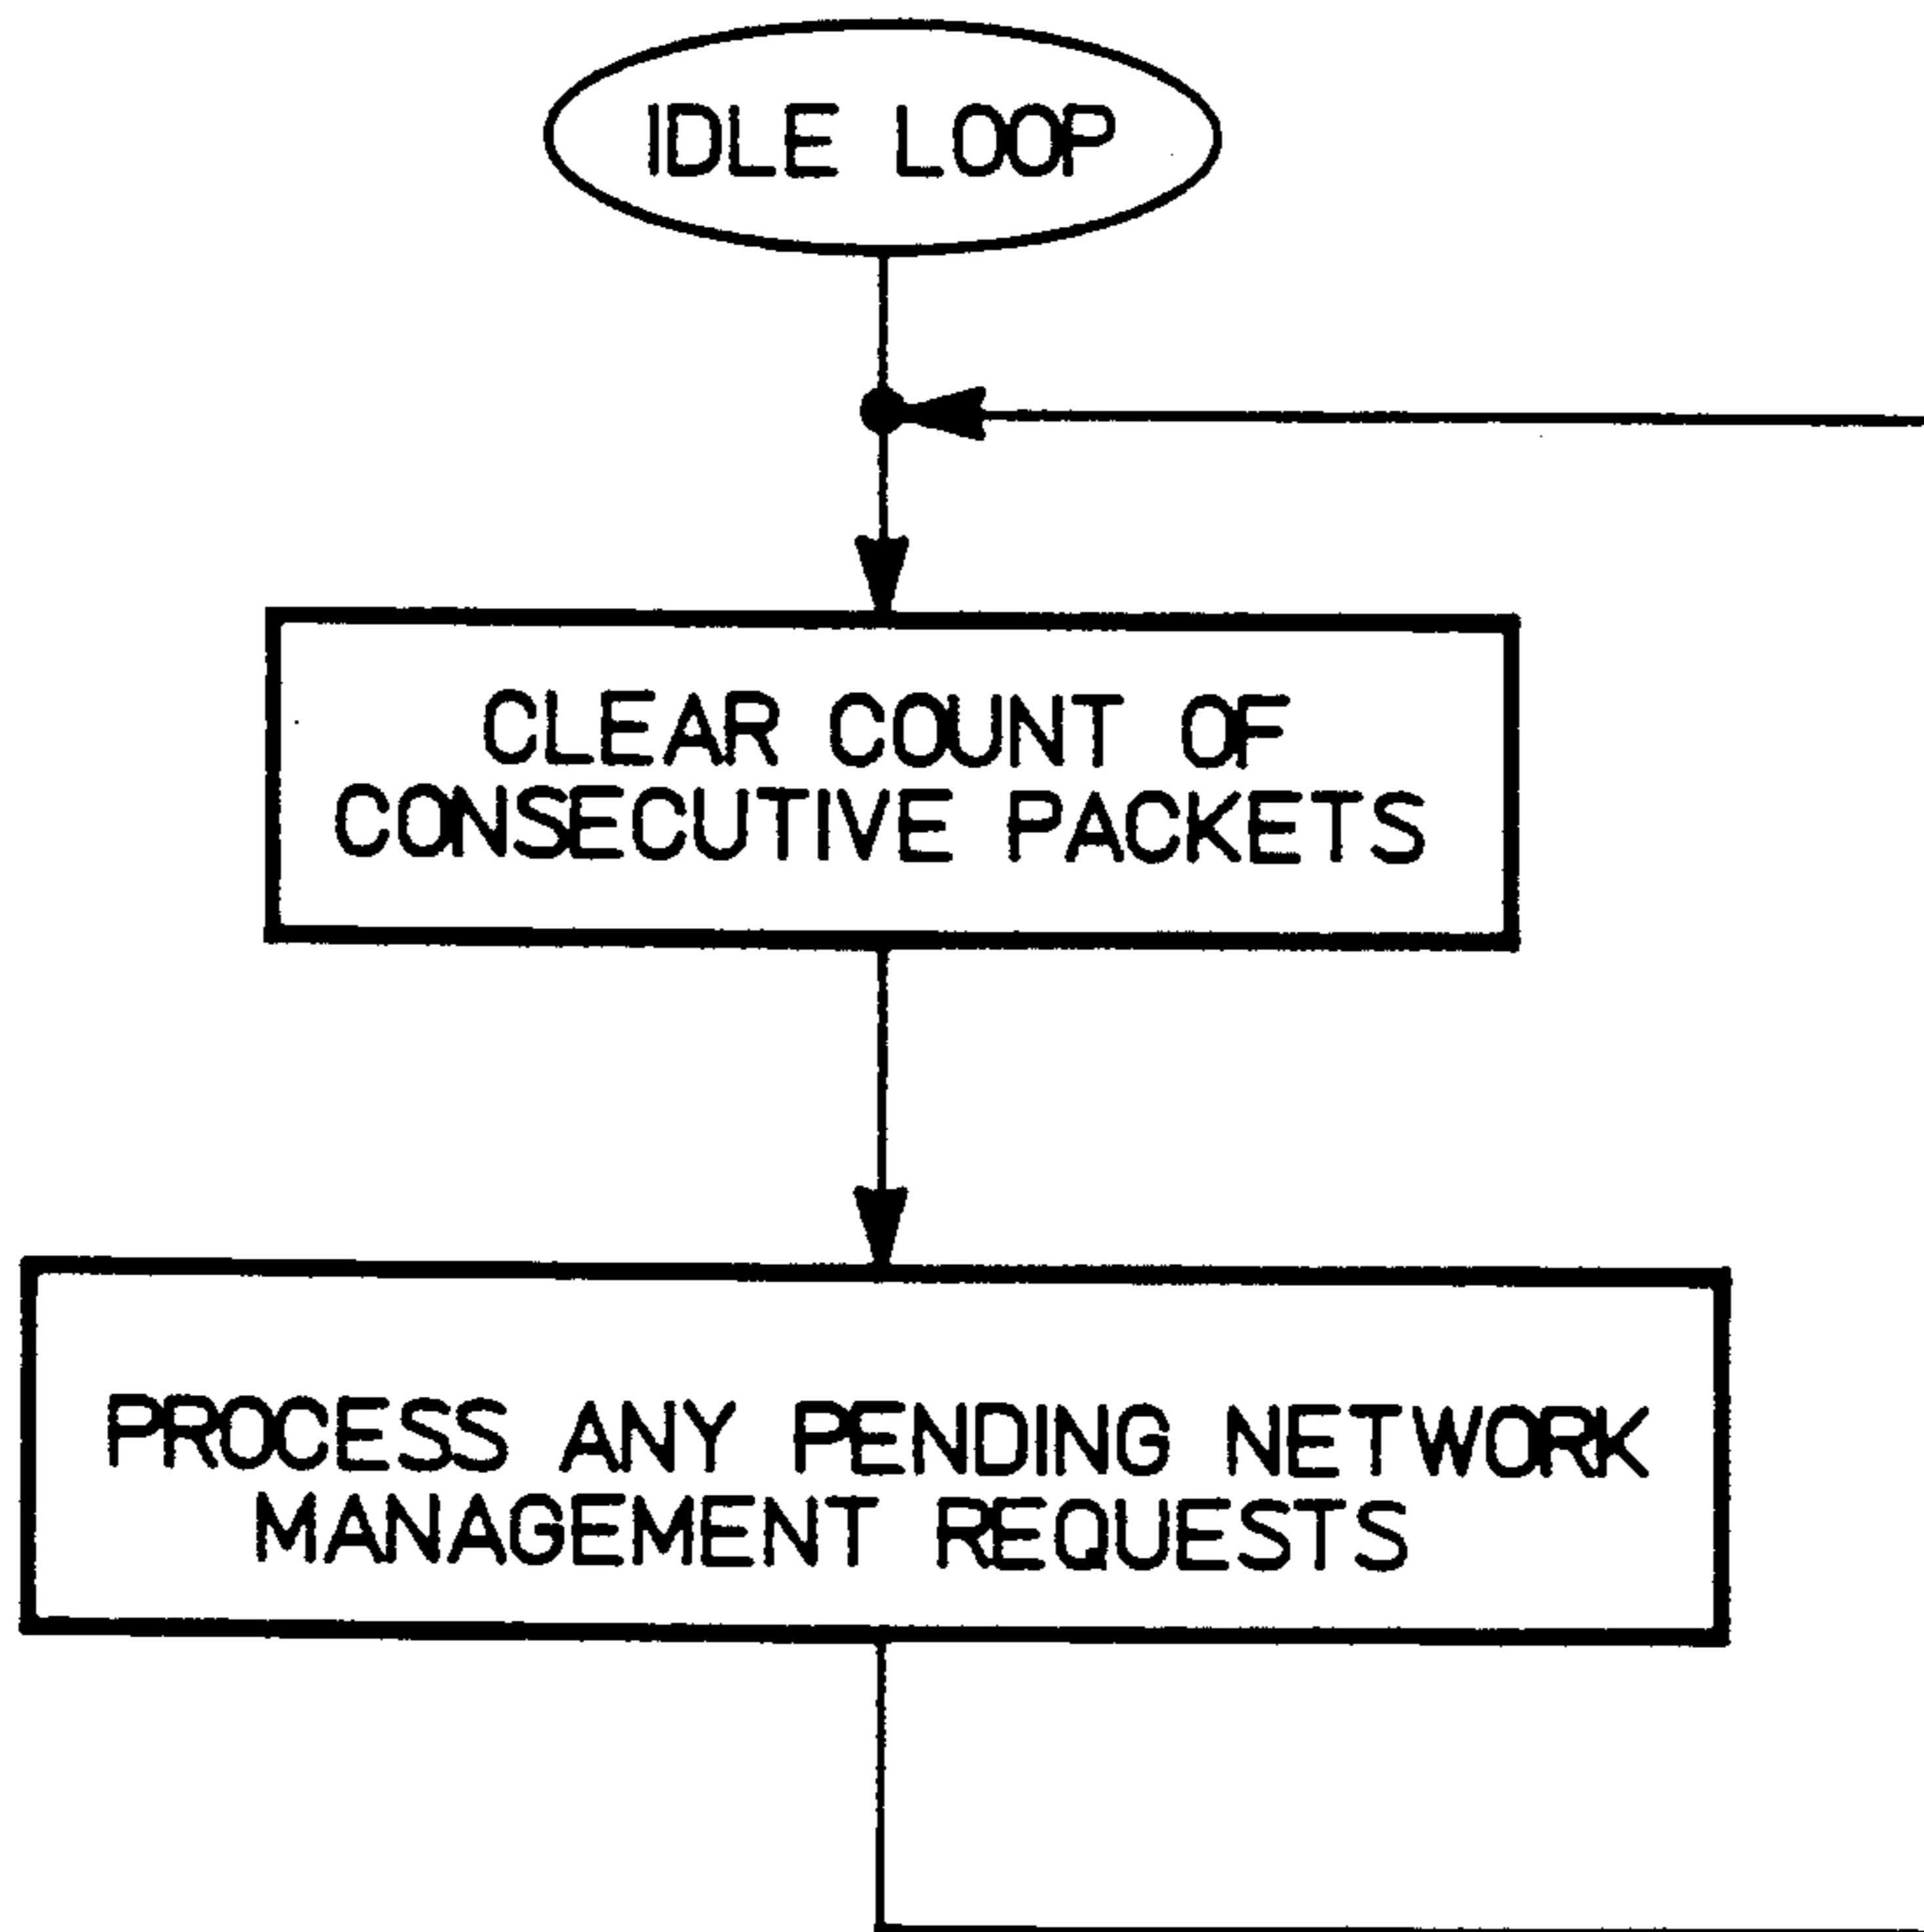 IDLE LOOP
CLEAR COUNT OF
CONSECUTIVE PACKETS
PROCESS ANY PENDING NETWORK
MANAGEMENT REQUESTS